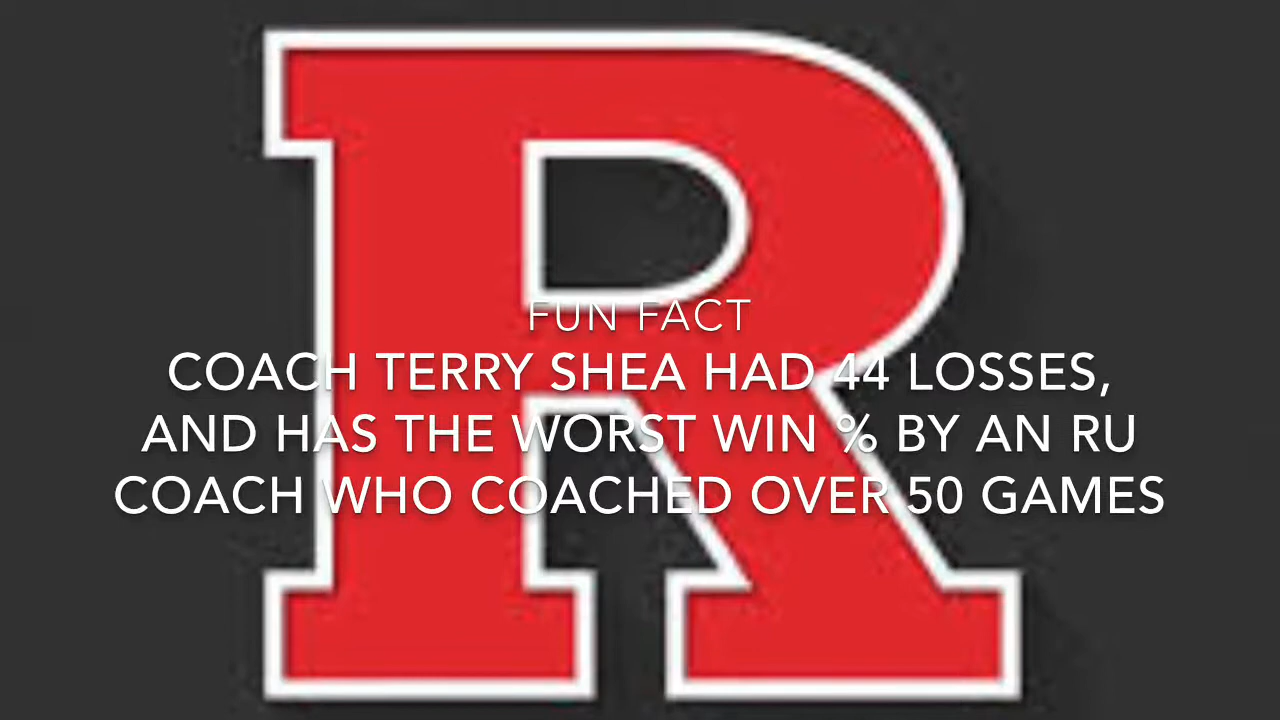 R
FUN FACT
COACH TERRY SHEA HAD 44 LOSSES,
AND HAS THE WORST WIN % BY AN RU
COACH WHO COACHED OVER 50 GAMES